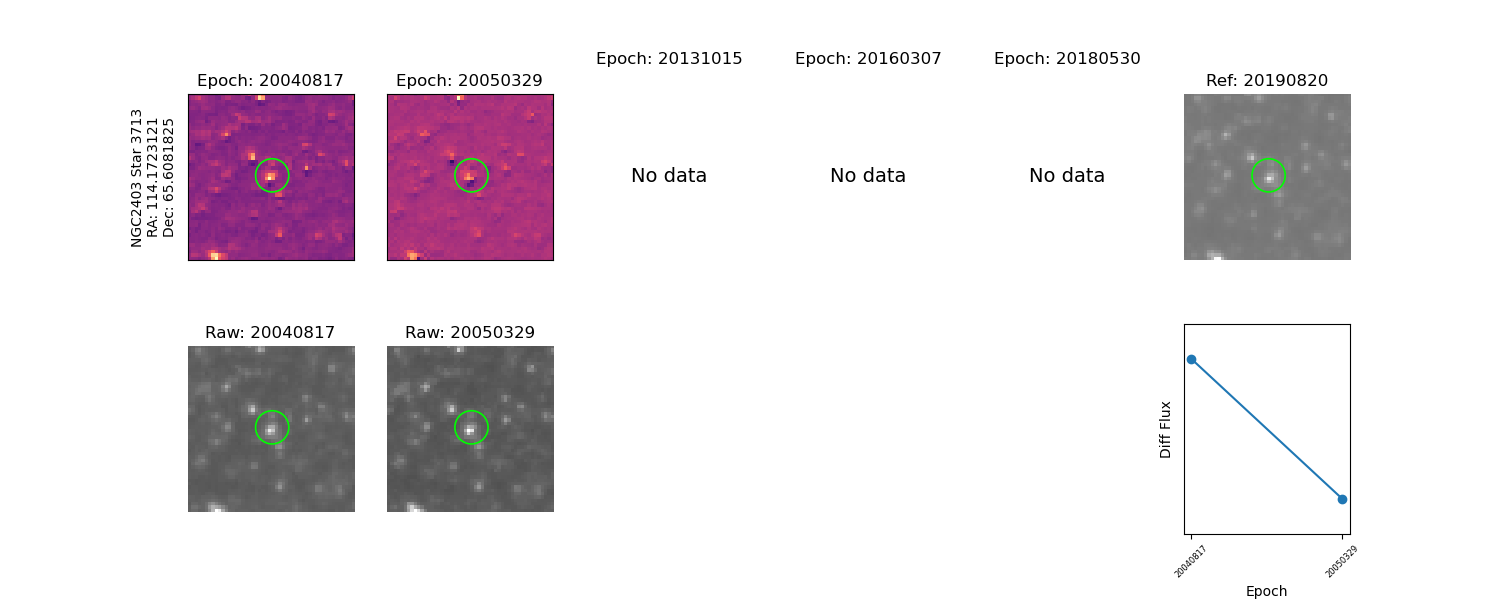 Epoch: 20040817
Epoch: 20050329
Epoch: 20131015
Epoch: 20160307
Epoch: 20180530
Ref: 20190820
NGC2403 Star 3713
RA: 114.1723121
Dec: 65.6081825
No data
No data
No data
Raw: 20040817
Raw: 20050329
Diff Flux
20040817
20050329
Epoch